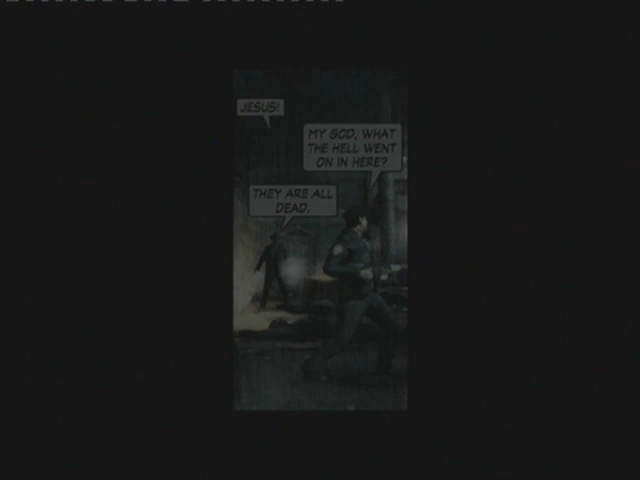 JESUS!
MY GOD, WHAT
THE HELL WENT
ON IN HERE?
THEY ARE ALL
DEAD.